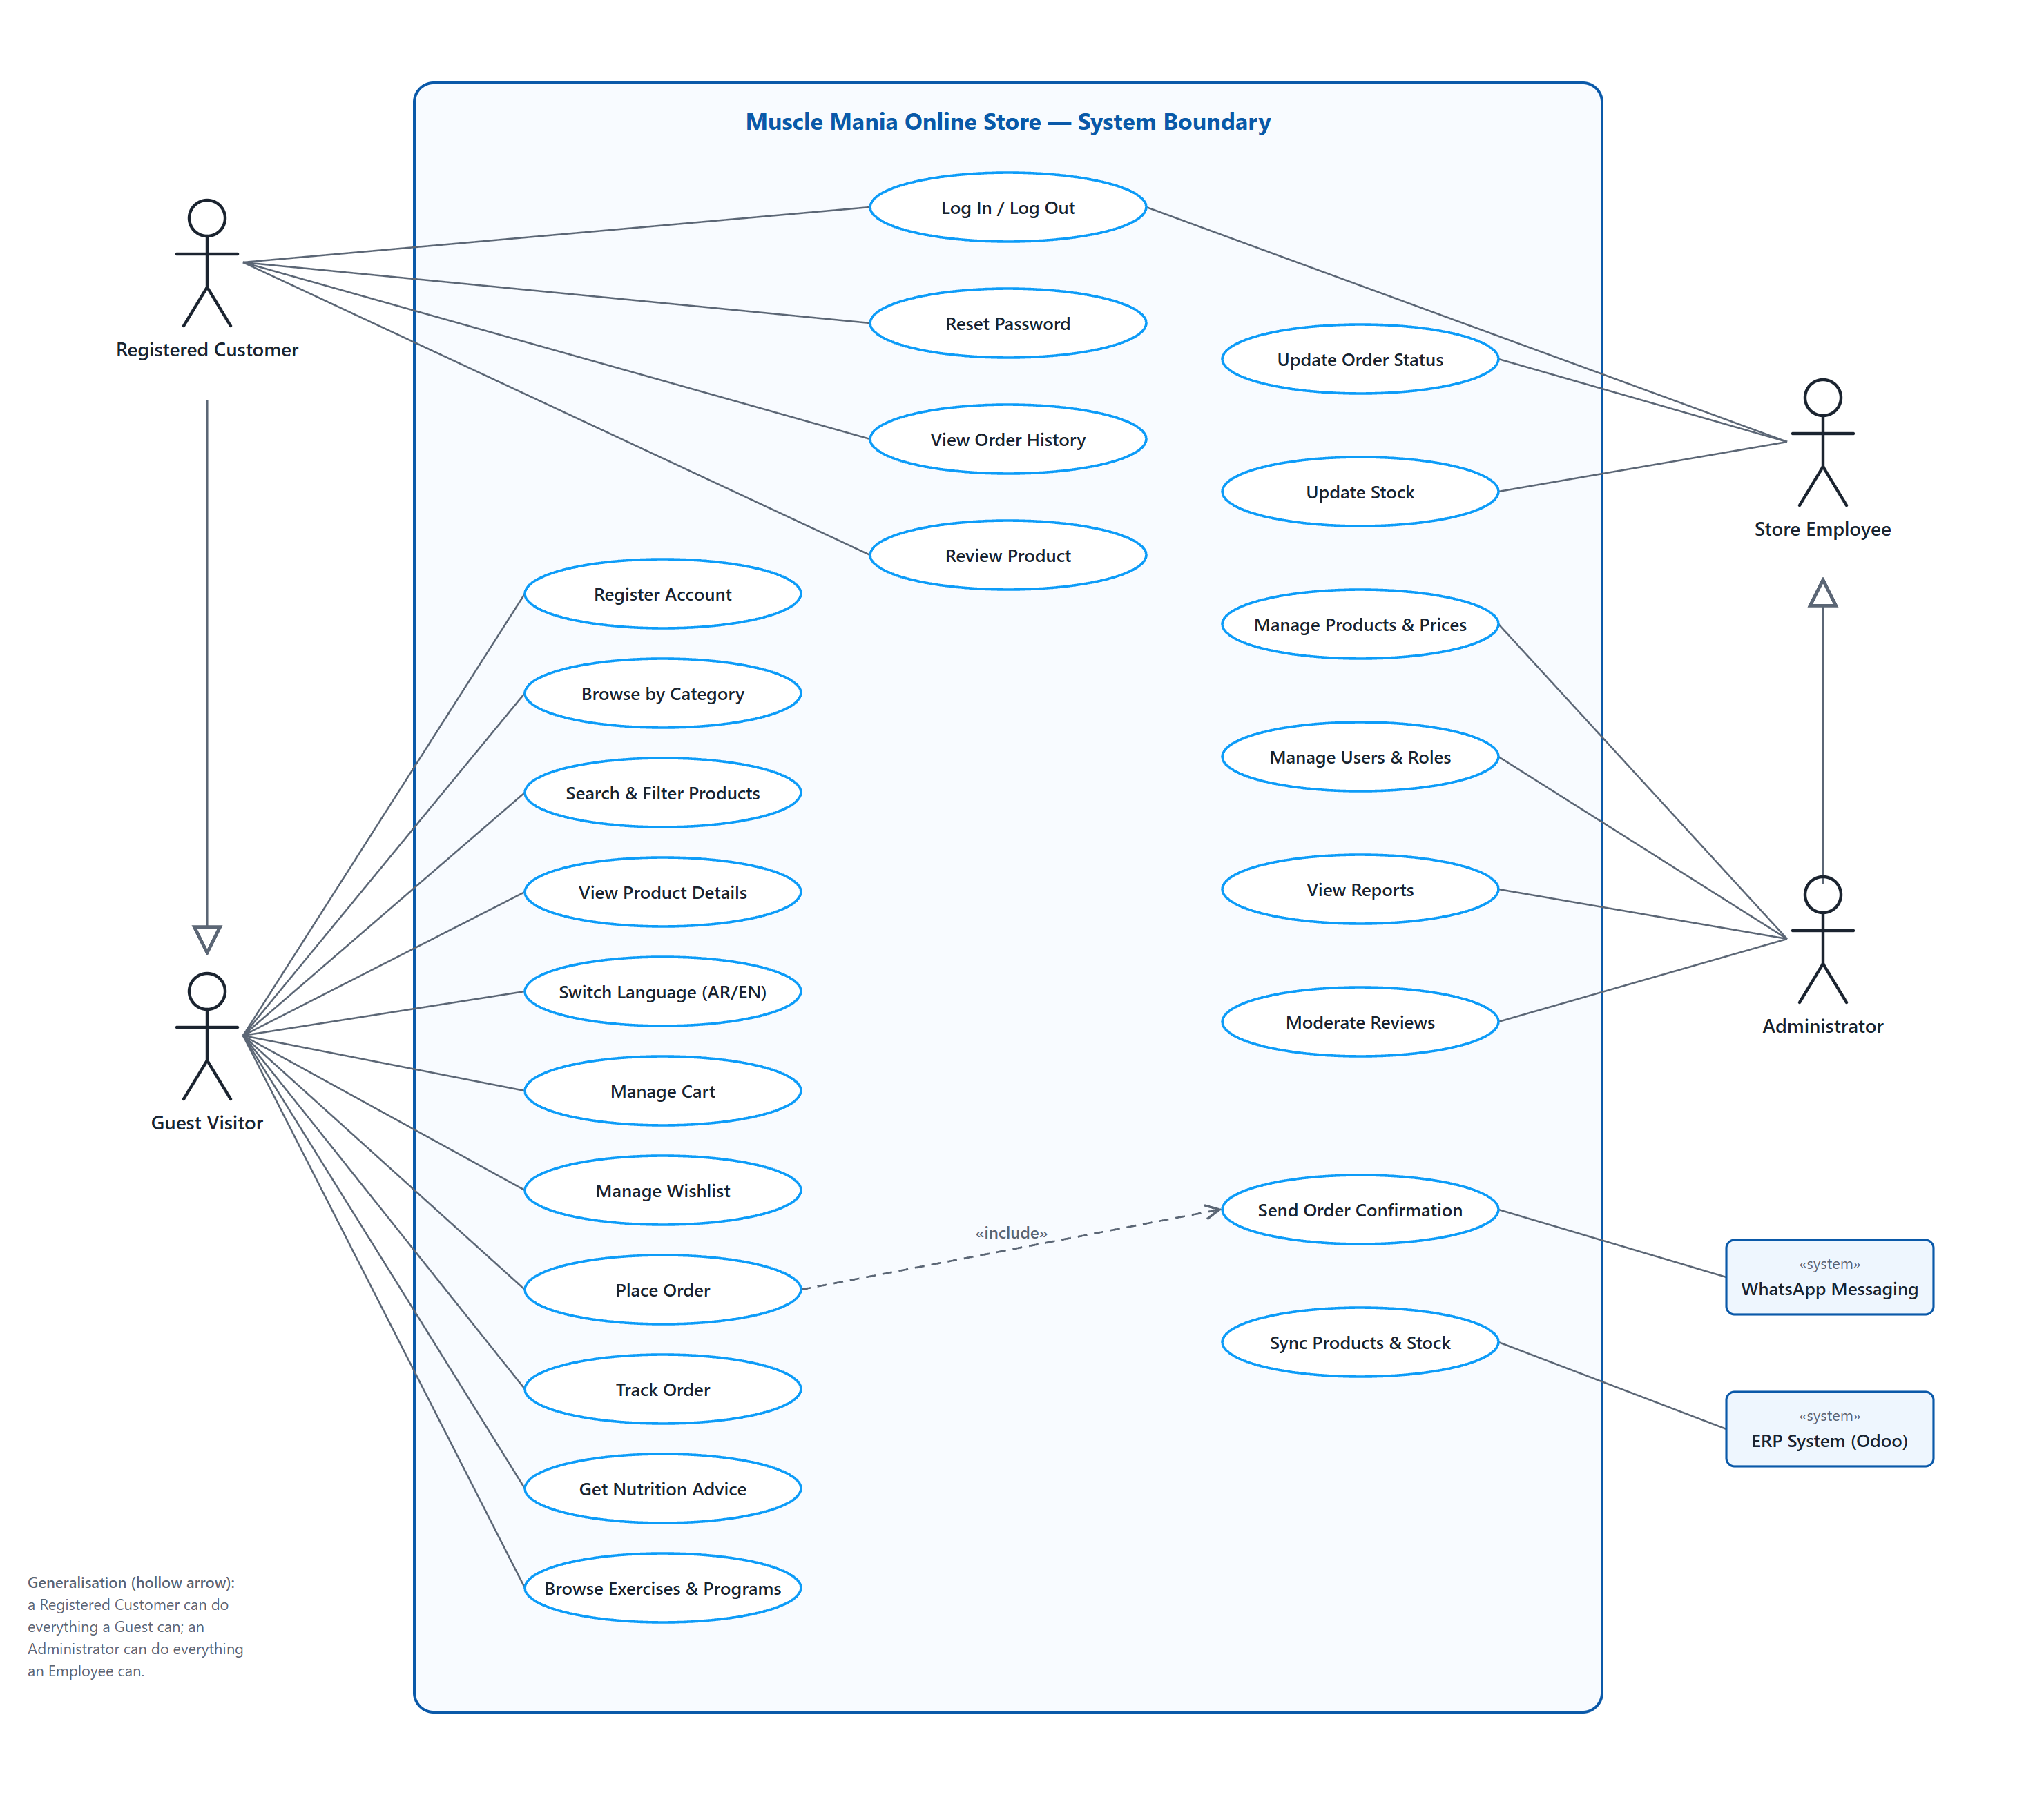 Muscle Mania Online Store — System Boundary
Log In / Log Out
Reset Password
Registered Customer
Update Order Status
View Order History
Update Stock
Store Employee
Review Product
Register Account
Manage Products & Prices
Browse by Category
Manage Users & Roles
Search & Filter Products
View Product Details
View Reports
Switch Language (AR/EN)
Moderate Reviews
Administrator
Manage Cart
Guest Visitor
Manage Wishlist
Send Order Confirmation
«include»
«system»
WhatsApp Messaging
Place Order
Sync Products & Stock
Track Order
«system»
ERP System (Odoo)
Get Nutrition Advice
Browse Exercises & Programs
Generalisation (hollow arrow):
a Registered Customer can do
everything a Guest can; an
Administrator can do everything
an Employee can.